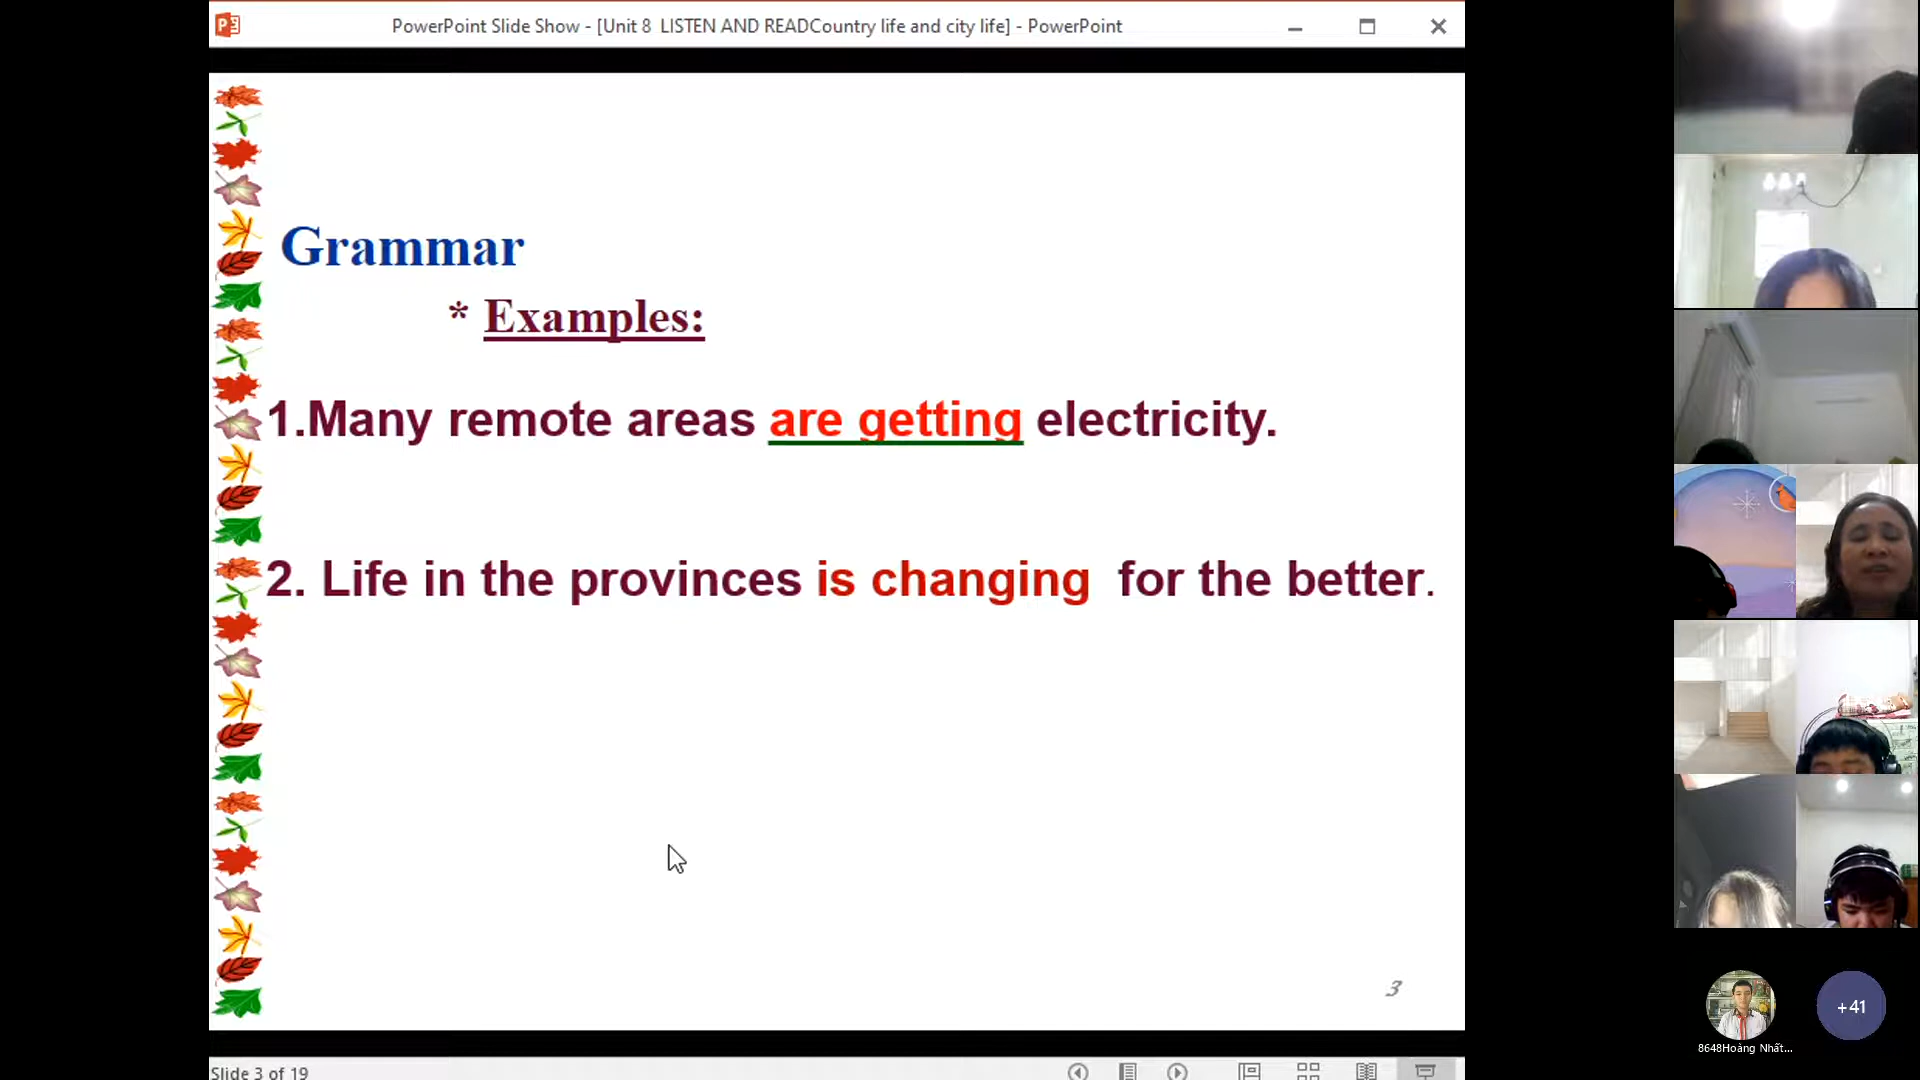 PowerPoint Slide Show - [Unit 8 LISTEN AND READCountry life and city life] - PowerPoint
Grammar
* Examples:
1.Many remote areas are getting electricity.
2. Life in the provinces is changing for the better.
3
+41
8648Hoàng Nhất...
Slide 3 of 19